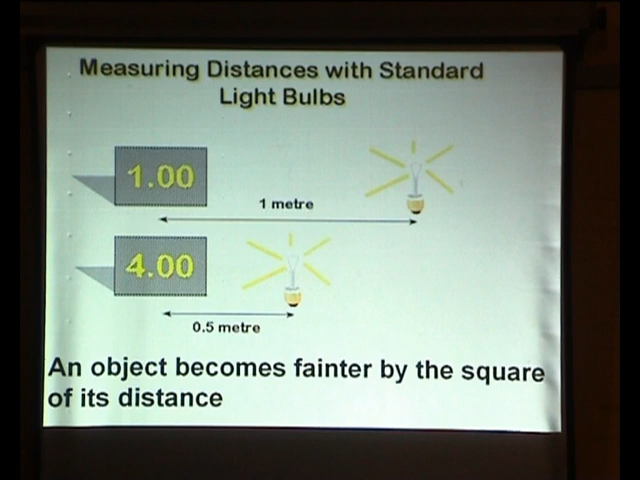 Measuring Distances with Standard
Light Bulbs
1.00
1 metre
4.00
0.5 metre
An object becomes fainter by the square
of its distance